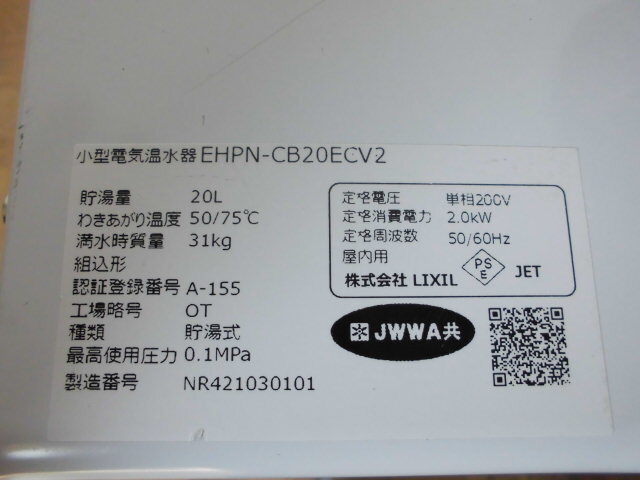 小型電気温水器 EHPN-CB20ECV2
貯湯量 20L
わきあがり温度 50/75℃
満水時質量 31kg
組込形
認証登録番号 A-155
工場略号 OT
種類 貯湯式
最高使用圧力 0.1MPa
製造番号 NR421030101
定格電圧 単相200V
定格消費電力 2.0kW
定格周波数 50/60Hz
屋内用
株式会社 LIXIL
PS
E
JET
JWWA共